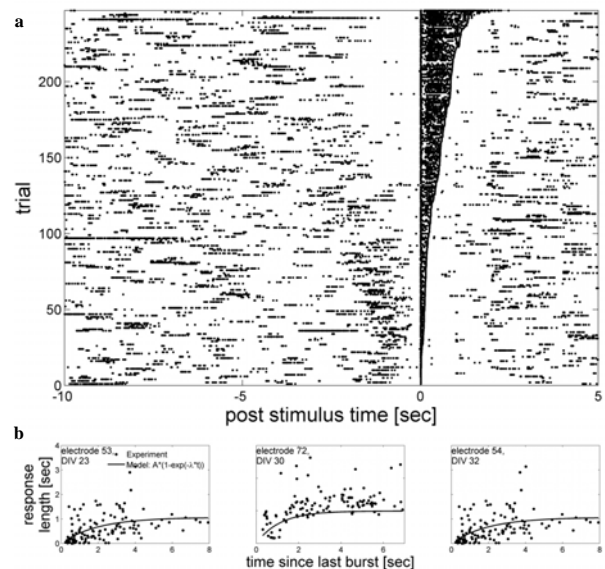 a
200
150
100
50
0
trial
-10
-5
0
5
post stimulus time [sec]
b
electrode 53,
DIV 23
Experiment
Model: A*(1-exp(-λ*t))
electrode 72,
DIV 30
electrode 54,
DIV 32
response
length [sec]
4
3
2
1
0
0 2 4 6 8
0 2 4 6
0 2 4 6 8
time since last burst [sec]